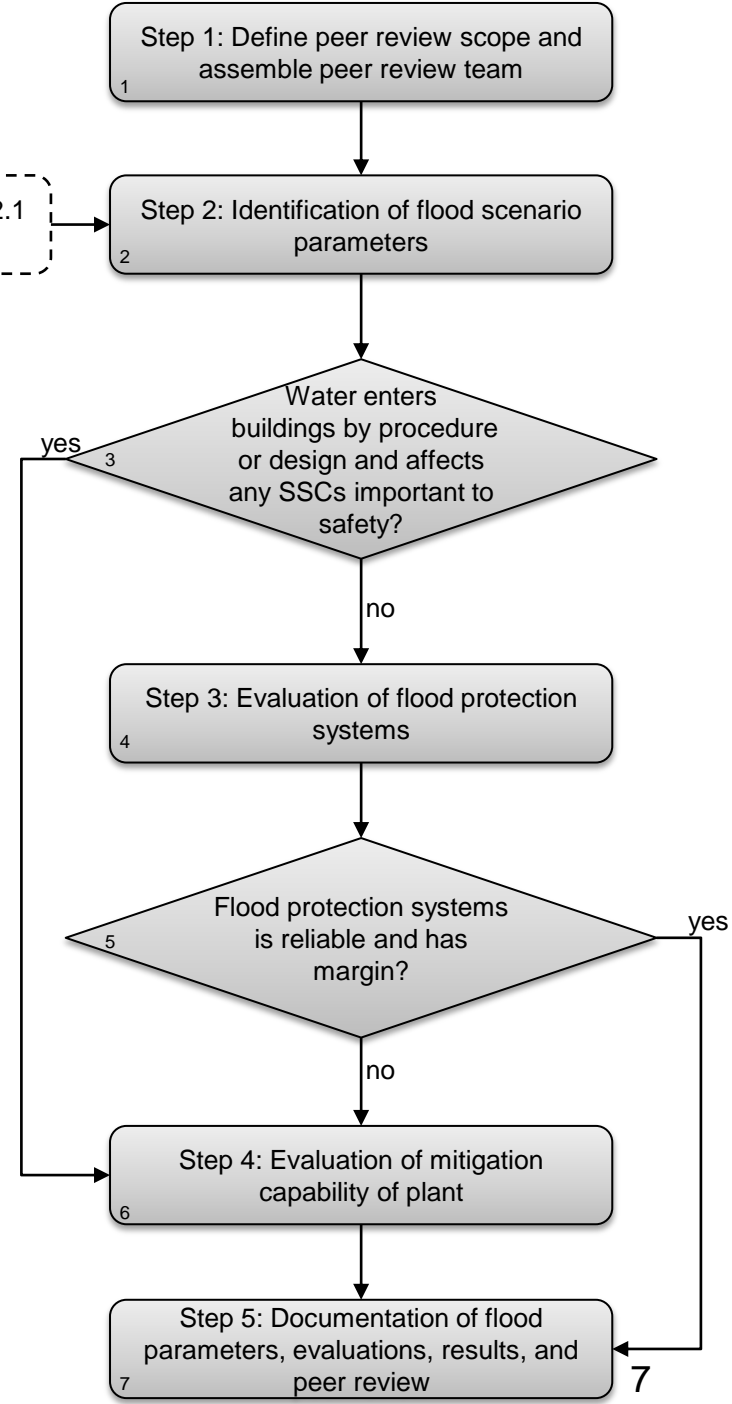 Step 1: Define peer review scope and
assemble peer review team
1
2.1
Step 2: Identification of flood scenario
parameters
2
Water enters
buildings by procedure
or design and affects
any SSCs important to
safety?
3
yes
no
Step 3: Evaluation of flood protection
systems
4
Flood protection systems
is reliable and has
margin?
5
yes
no
Step 4: Evaluation of mitigation
capability of plant
6
Step 5: Documentation of flood
parameters, evaluations, results, and
peer review
7
7